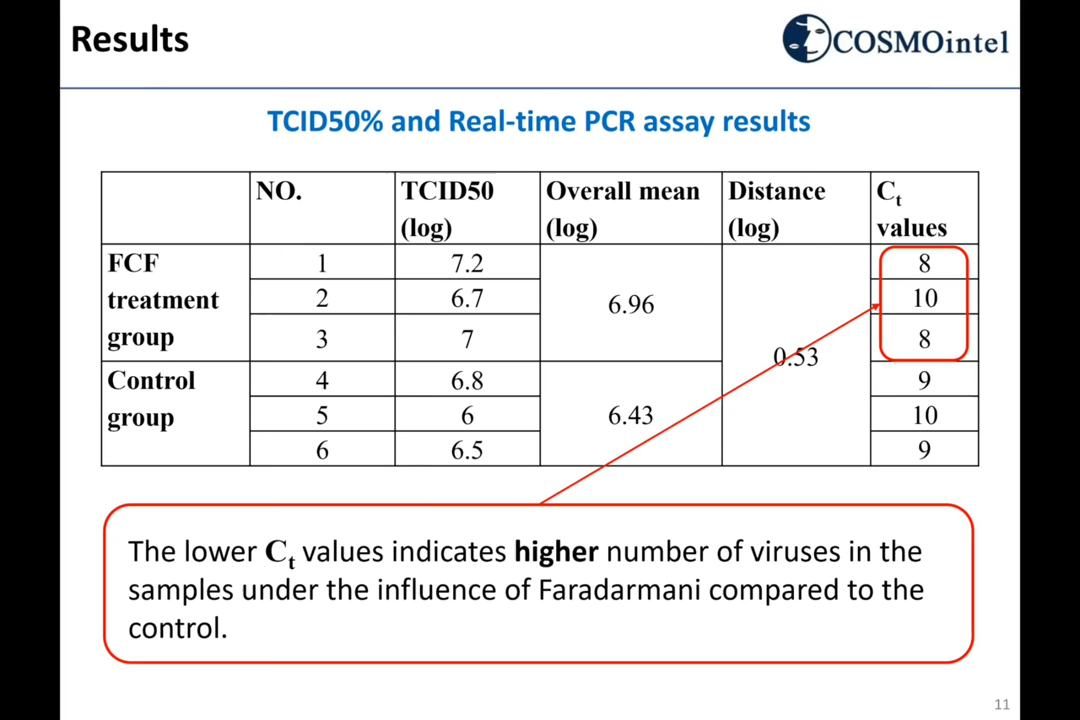 Results
COSMOintel
TCID50% and Real-time PCR assay results
NO. TCID50 (log) Overall mean (log) Distance (log) Ct values
FCF treatment group
1 7.2 6.96 0.53 8
2 6.7 10
3 7 8
Control group
4 6.8 6.43 9
5 6 10
6 6.5 9
The lower Ct values indicates higher number of viruses in the
samples under the influence of Faradarmani compared to the
control.
11